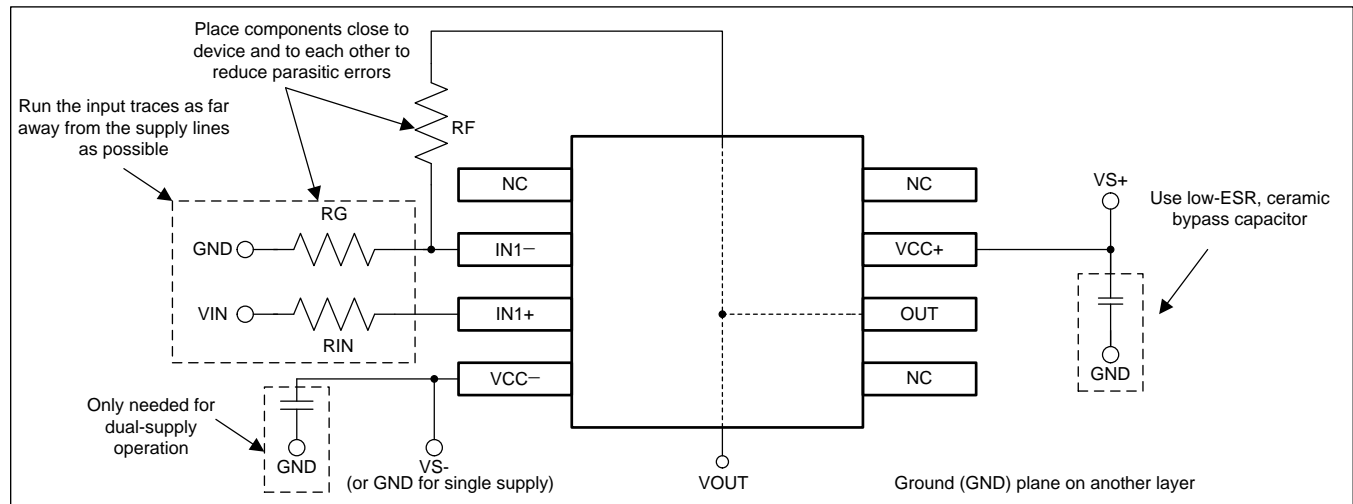 Place components close to
device and to each other to
reduce parasitic errors
Run the input traces as far
away from the supply lines
as possible
RF
NC
NC
VS+
Use low-ESR, ceramic
bypass capacitor
RG
GND
IN1−
VCC+
VIN
RIN
IN1+
OUT
VCC−
NC
GND
Only needed for
dual-supply
operation
GND
VS-
(or GND for single supply)
VOUT
Ground (GND) plane on another layer